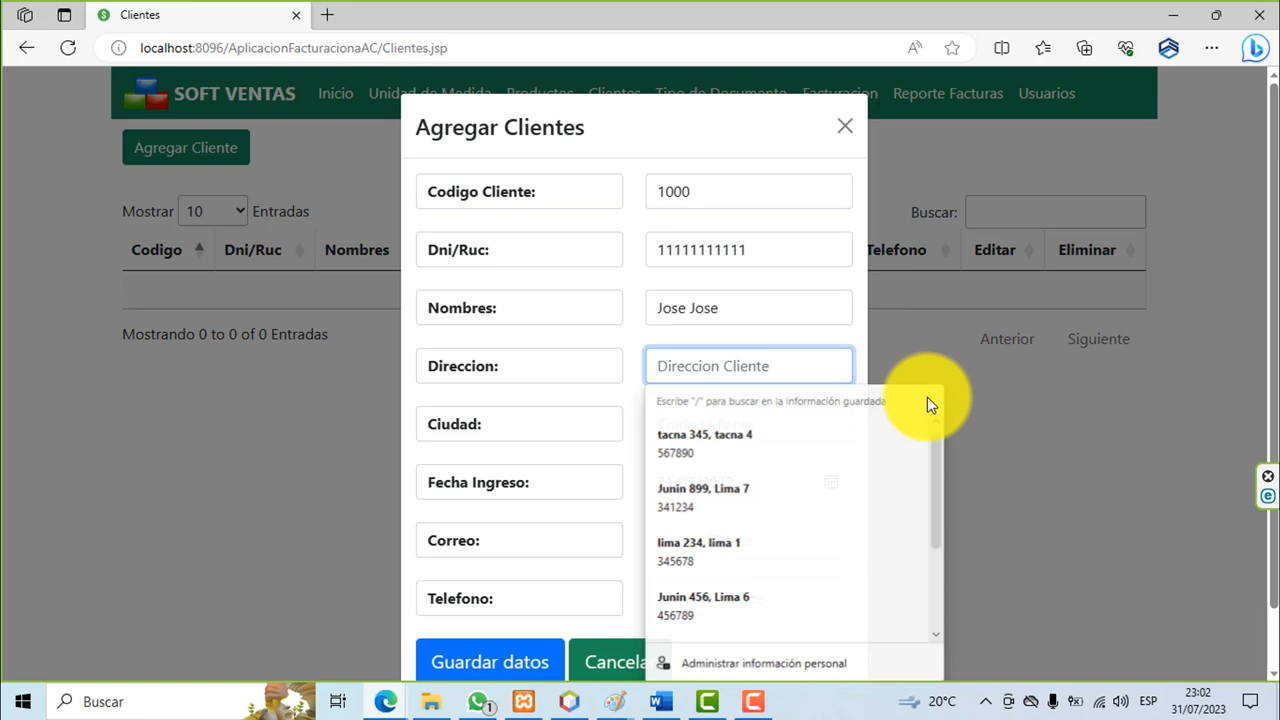 Clientes
localhost:8096/AplicacionFacturacionaAC/Clientes.jsp
SOFT VENTAS Inicio Unidad de Medida Productos Clientes Tipo de Documento Facturacion Reporte Facturas Usuarios
Agregar Clientes
Agregar Cliente
Codigo Cliente: 1000
Mostrar 10 Entradas
Buscar:
Codigo Dni/Ruc Nombres Telefono Editar Eliminar
Dni/Ruc: 11111111111
Nombres: Jose Jose
Mostrando 0 to 0 of 0 Entradas
Anterior Siguiente
Direccion: Direccion Cliente
Escribe "/" para buscar en la información guardada
Ciudad:
tacna 345, tacna 4
567890
Fecha Ingreso:
Junin 899, Lima 7
341234
Correo:
lima 234, lima 1
345678
Telefono:
Junin 456, Lima 6
456789
Guardar datos Cancela
Administrar información personal
Buscar
1
20°C
ESP
23:02
31/07/2023